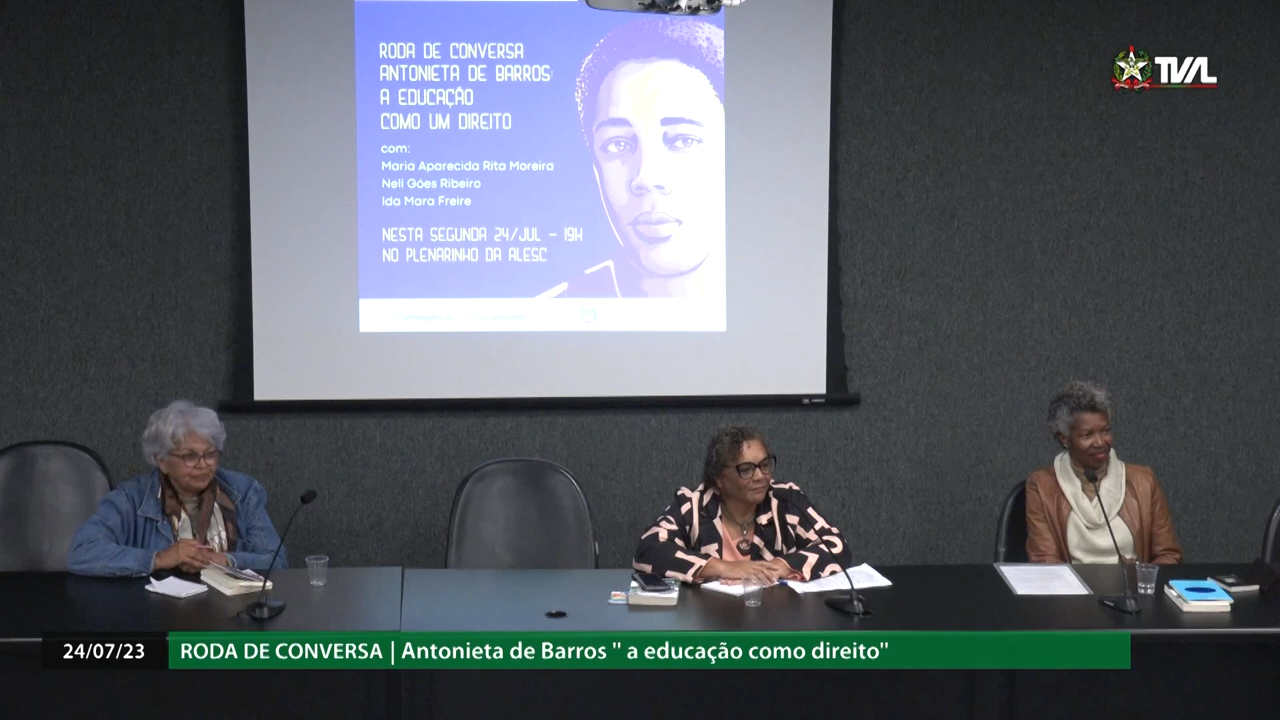 RODA DE CONVERSA
ANTONIETA DE BARROS:
A EDUCAÇÃO
COMO UM DIREITO
com:
Maria Aparecida Rita Moreira
Neli Góes Ribeiro
Ida Mara Freire
NESTA SEGUNDA 24/JUL – 19H
NO PLENARINHO DA ALESC
TVAL
24/07/23
RODA DE CONVERSA | Antonieta de Barros " a educação como direito"